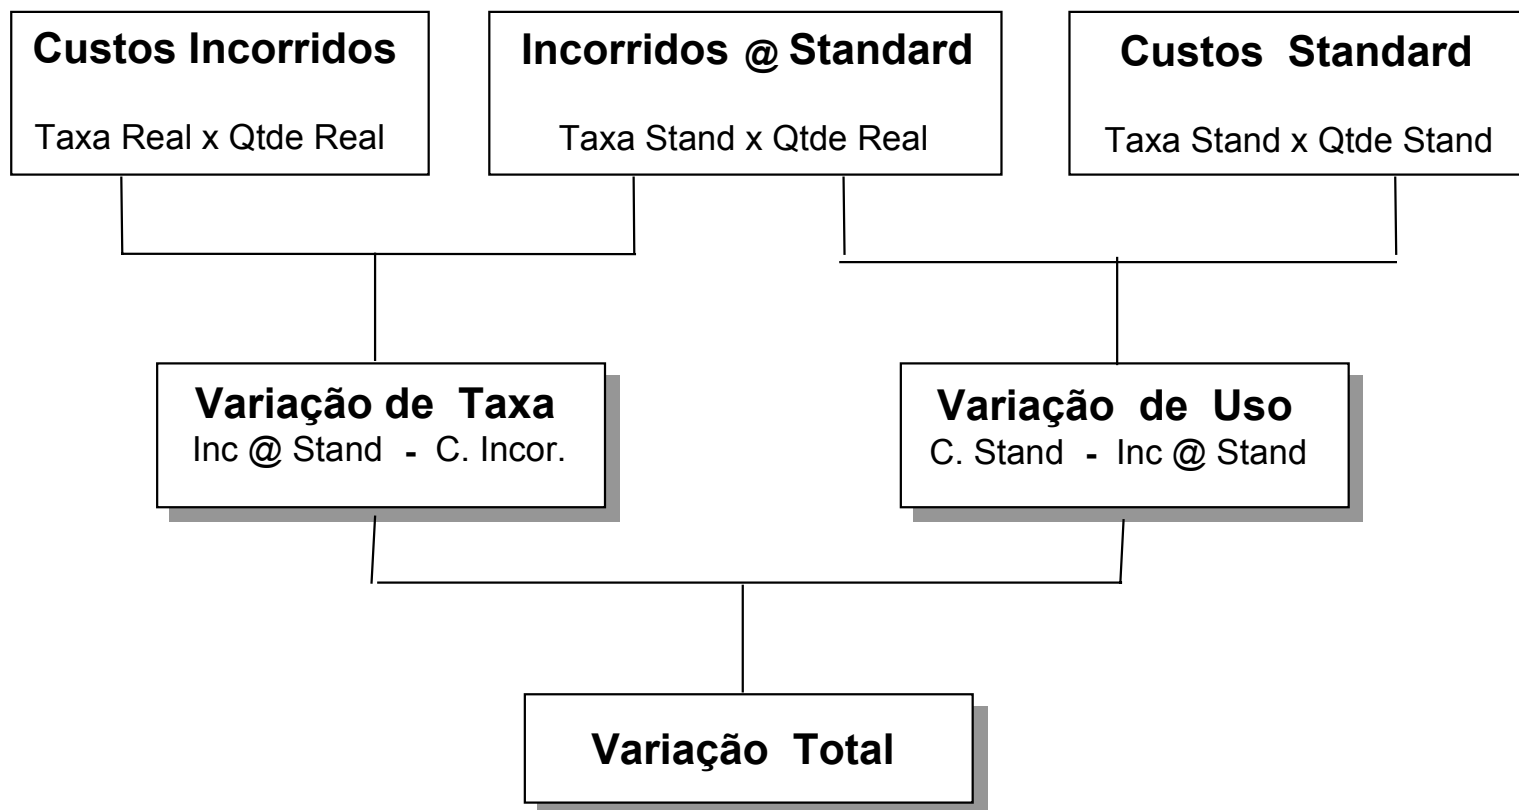 Custos Incorridos
Taxa Real x Qtde Real
Incorridos @ Standard
Taxa Stand x Qtde Real
Custos Standard
Taxa Stand x Qtde Stand
Variação de Taxa
Inc @ Stand - C. Incor.
Variação de Uso
C. Stand - Inc @ Stand
Variação Total